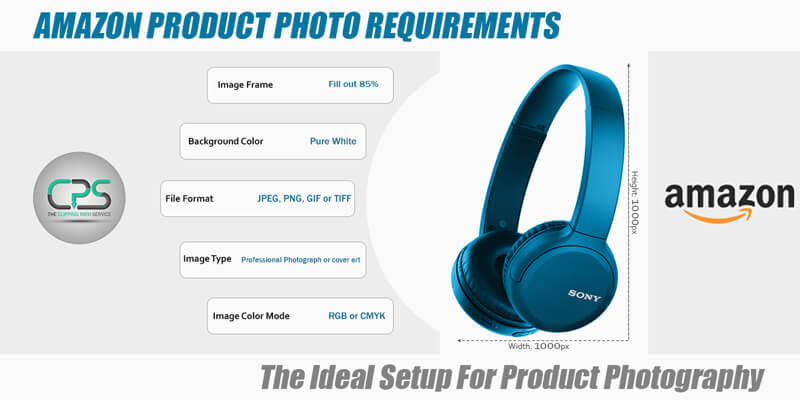 AMAZON PRODUCT PHOTO REQUIREMENTS
Image Frame Fill out 85%
Background Color Pure White
File Format JPEG, PNG, GIF or TIFF
Image Type Professional Photograph or cover art
Image Color Mode RGB or CMYK
CPS
THE CLIPPING PATH SERVICE
SONY
Height: 1000px
Width: 1000px
amazon
The Ideal Setup For Product Photography